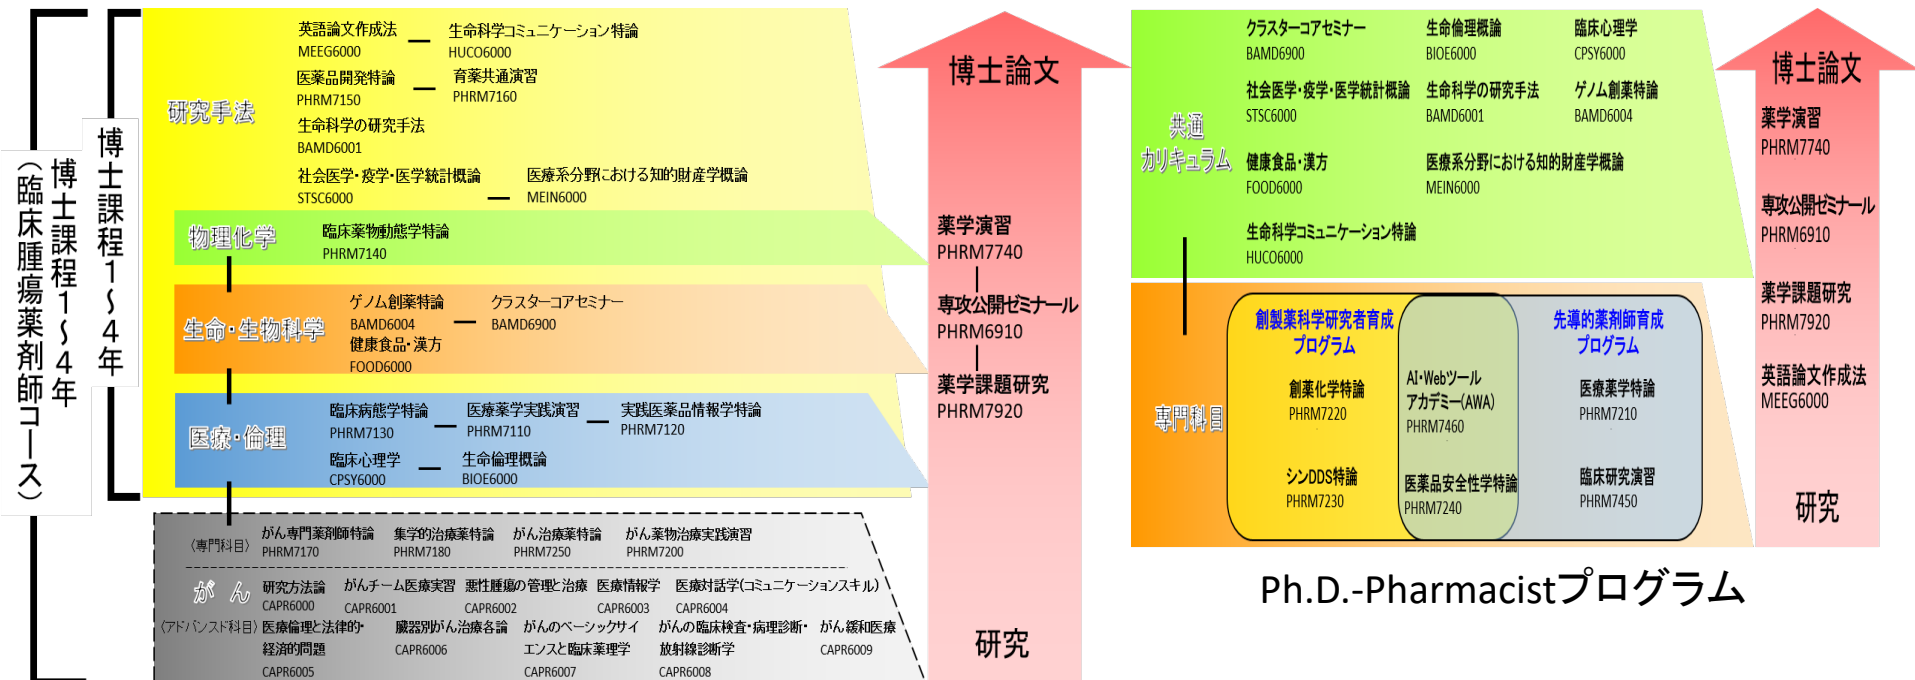 博士課程1~4年
(臨床腫瘍薬剤師コース)
博士課程1~4年
研究手法
英語論文作成法
MEEG6000
生命科学コミュニケーション特論
HUCO6000
医薬品開発特論
PHRM7150
育薬共通演習
PHRM7160
生命科学の研究手法
BAMD6001
社会医学・疫学・医学統計概論
STSC6000
医療系分野における知的財産学概論
MEIN6000
物理化学
臨床薬物動態学特論
PHRM7140
生命・生物科学
ゲノム創薬特論
BAMD6004
クラスターコアセミナー
BAMD6900
健康食品・漢方
FOOD6000
医療・倫理
臨床病態学特論
PHRM7130
医療薬学実践演習
PHRM7110
実践医薬品情報学特論
PHRM7120
臨床心理学
CPSY6000
生命倫理概論
BIOE6000
〈専門科目〉
がん専門薬剤師特論
PHRM7170
集学的治療薬特論
PHRM7180
がん治療薬特論
PHRM7250
がん薬物治療実践演習
PHRM7200
がん
研究方法論
CAPR6000
がんチーム医療実習
CAPR6001
悪性腫瘍の管理と治療
CAPR6002
医療情報学
CAPR6003
医療対話学(コミュニケーションスキル)
CAPR6004
〈アドバンスド科目〉
医療倫理と法律的・
経済的問題
CAPR6005
臓器別がん治療各論
CAPR6006
がんのベーシックサイ
エンスと臨床薬理学
CAPR6007
がんの臨床検査・病理診断・
放射線診断学
CAPR6008
がん緩和医療
CAPR6009
博士論文
薬学演習
PHRM7740
専攻公開ゼミナール
PHRM6910
薬学課題研究
PHRM7920
研究
共通
カリキュラム
クラスターコアセミナー
BAMD6900
生命倫理概論
BIOE6000
臨床心理学
CPSY6000
社会医学・疫学・医学統計概論
STSC6000
生命科学の研究手法
BAMD6001
ゲノム創薬特論
BAMD6004
健康食品・漢方
FOOD6000
医療系分野における知的財産学概論
MEIN6000
生命科学コミュニケーション特論
HUCO6000
専門科目
創製薬科学研究者育成
プログラム
先導的薬剤師育成
プログラム
創薬化学特論
PHRM7220
AI・Webツール
アカデミー(AWA)
PHRM7460
医療薬学特論
PHRM7210
シンDDS特論
PHRM7230
医薬品安全性学特論
PHRM7240
臨床研究演習
PHRM7450
博士論文
薬学演習
PHRM7740
専攻公開ゼミナール
PHRM6910
薬学課題研究
PHRM7920
英語論文作成法
MEEG6000
研究
Ph.D.-Pharmacistプログラム